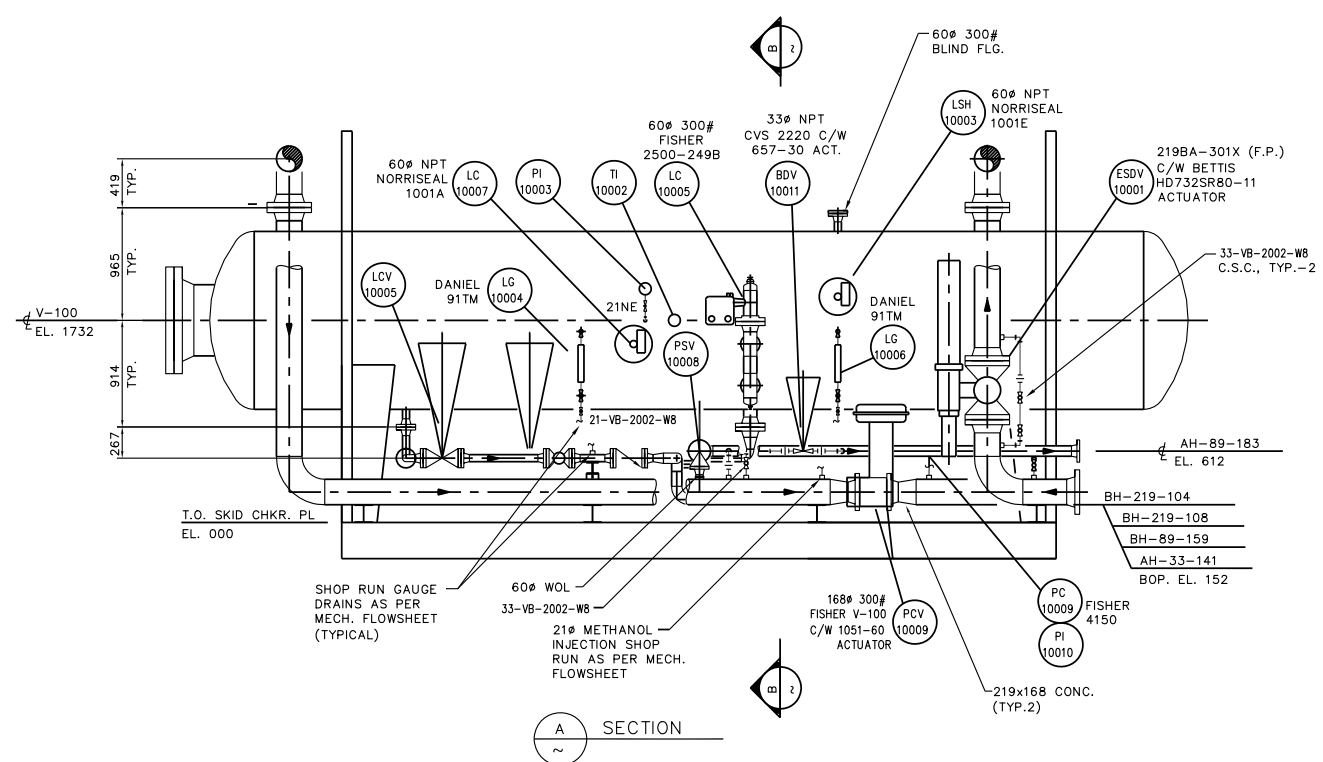 B
~
60ø 300#
BLIND FLG.
LSH
10003
60ø NPT
NORRISEAL
1001E
33ø NPT
CVS 2220 C/W
657-30 ACT.
60ø 300#
FISHER
2500-249B
219BA-301X (F.P.)
C/W BETTIS
HD732SR80-11
ACTUATOR
60ø NPT
NORRISEAL
1001A
LC
10007
PI
10003
TI
10002
LC
10005
BDV
10011
ESDV
10001
419
TYP.
965
TYP.
914
TYP.
267
33-VB-2002-W8
C.S.C., TYP.-2
LCV
10005
DANIEL
91TM
LG
10004
21NE
DANIEL
91TM
LG
10006
PSV
10008
V-100
EL. 1732
21-VB-2002-W8
AH-89-183
EL. 612
T.O. SKID CHKR. PL
EL. 000
BH-219-104
BH-219-108
BH-89-159
AH-33-141
BOP. EL. 152
SHOP RUN GAUGE
DRAINS AS PER
MECH. FLOWSHEET
(TYPICAL)
60ø WOL
33-VB-2002-W8
21ø METHANOL
INJECTION SHOP
RUN AS PER MECH.
FLOWSHEET
168ø 300#
FISHER V-100
C/W 1051-60
ACTUATOR
PCV
10009
PC
10009
FISHER
4150
PI
10010
219x168 CONC.
(TYP.2)
B
~
A
~
SECTION